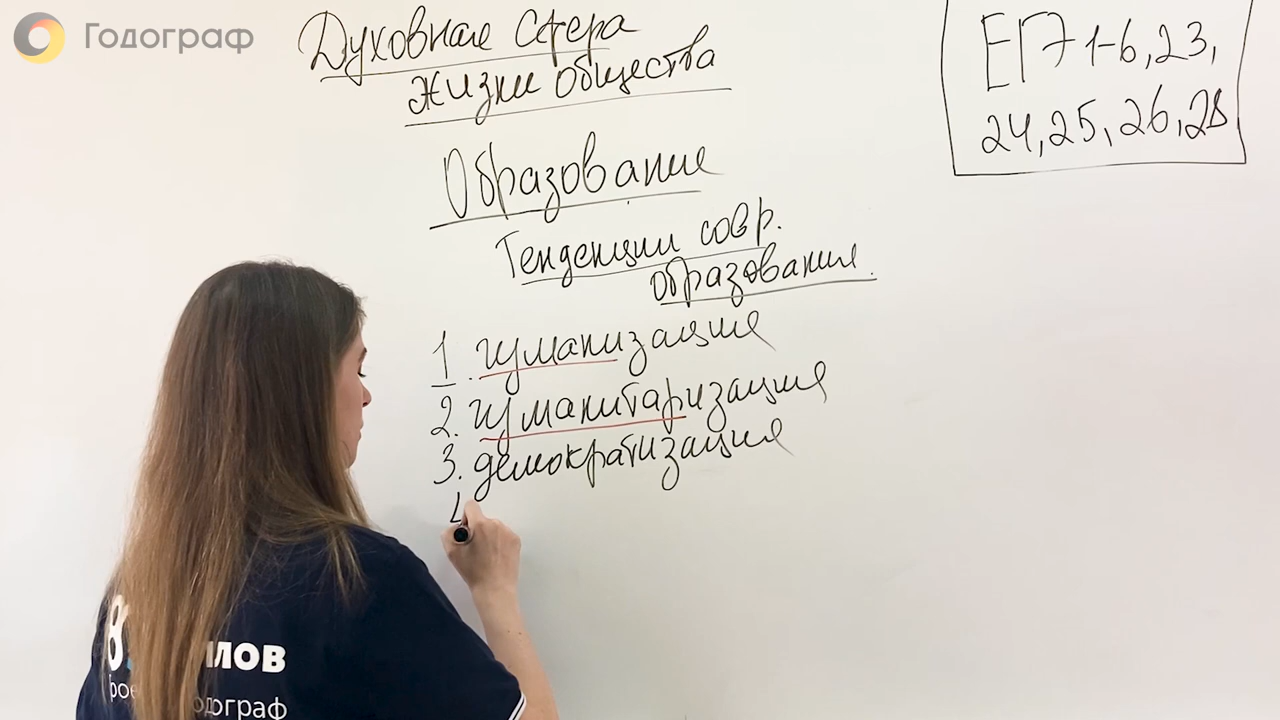 Годограф
Духовная сфера
жизни общества
ЕГЭ 1-6, 23,
24, 25, 26, 28
Образование
Тенденции совр.
образования.
1. гуманизация
2. гуманитаризация
3. демократизация